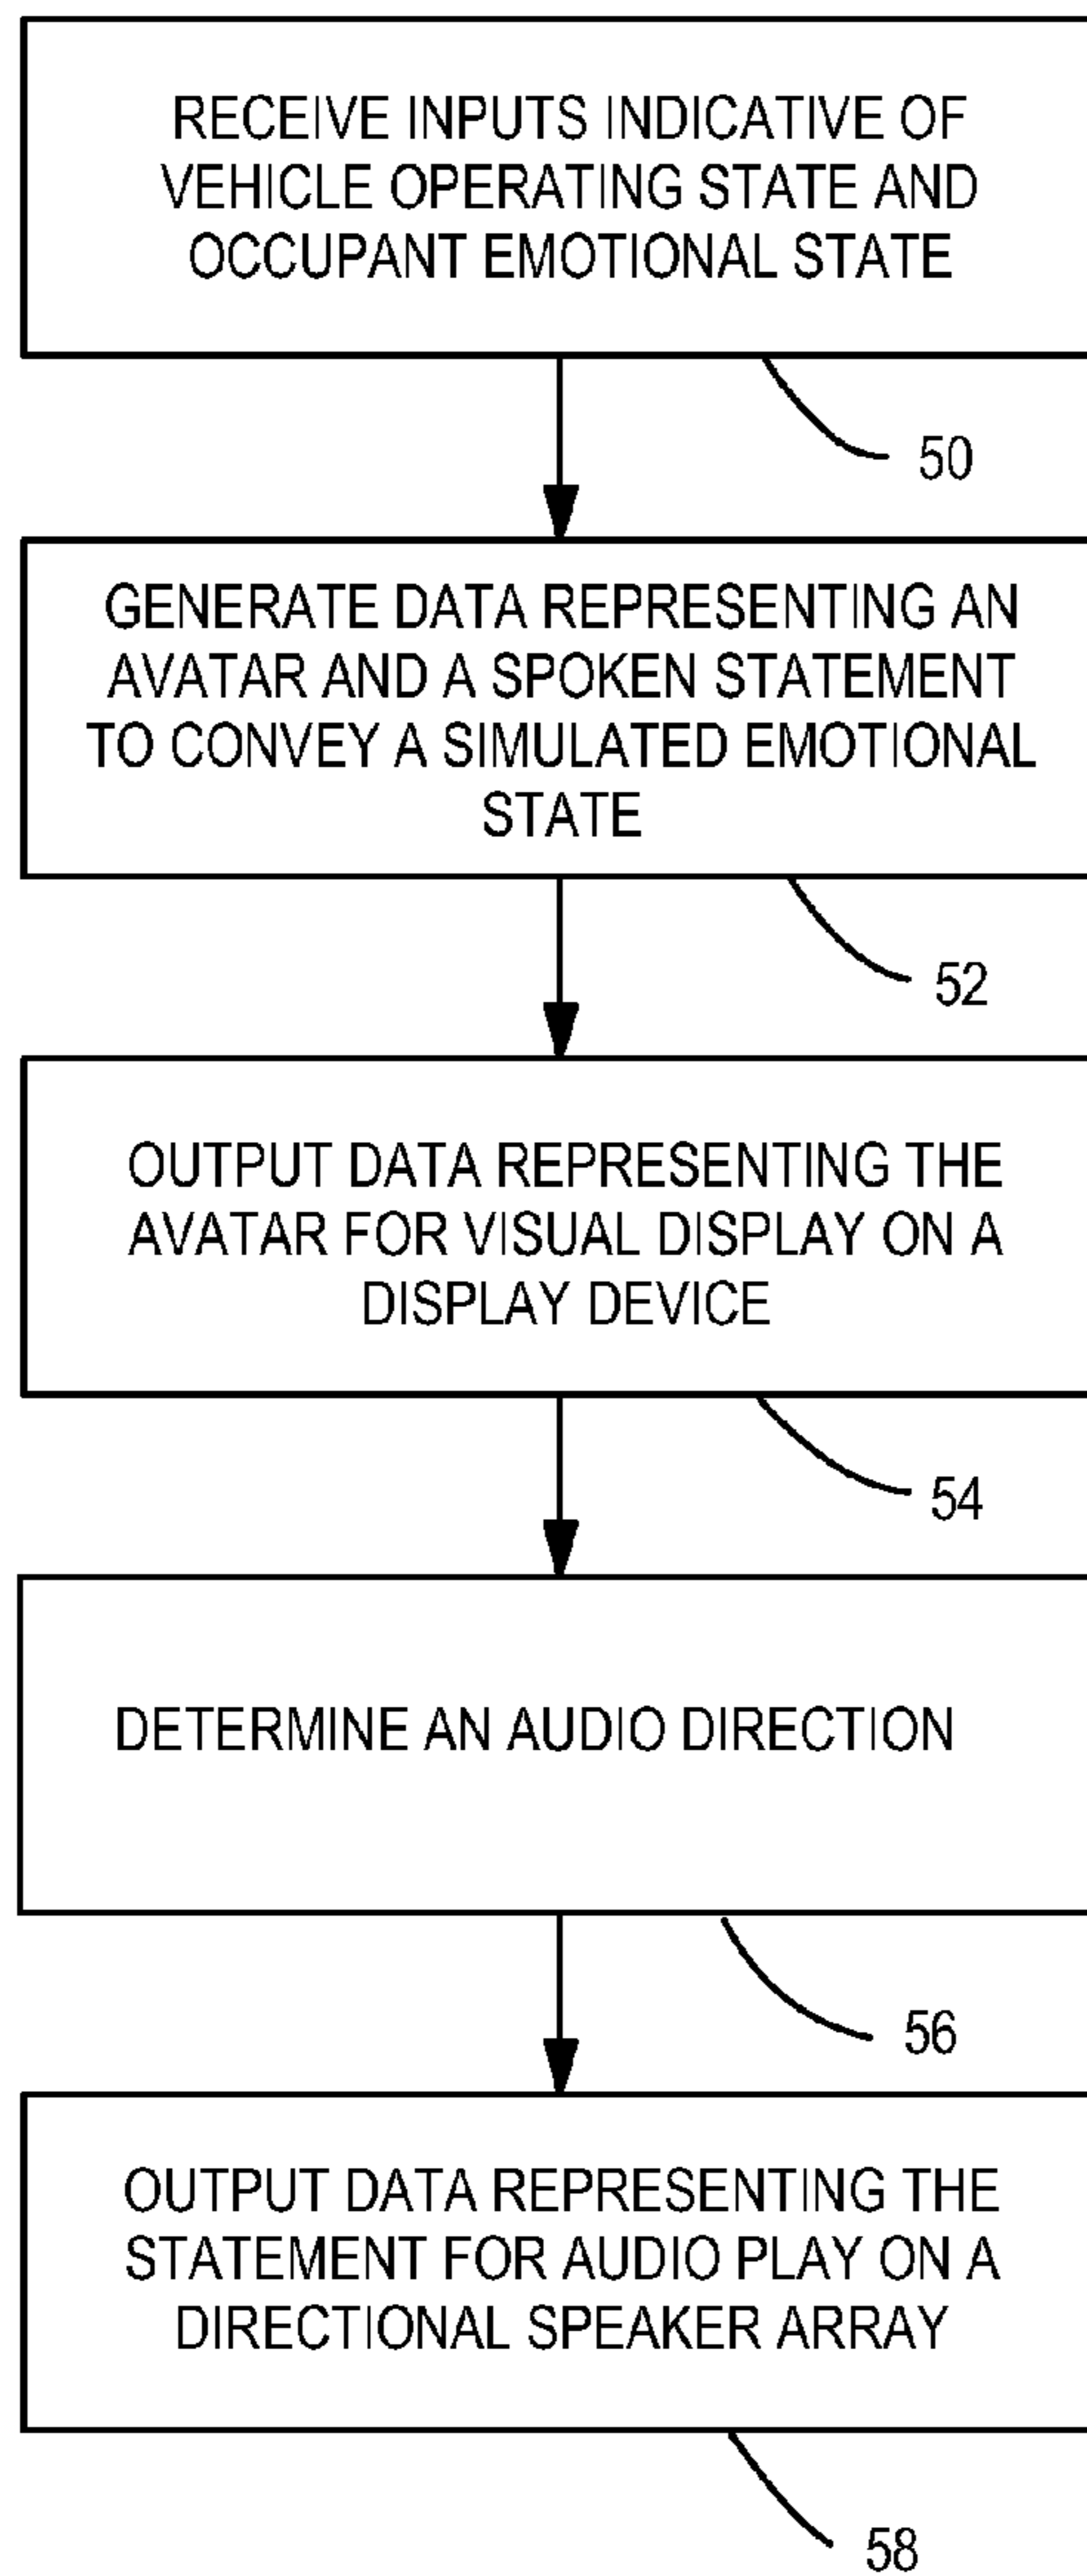 RECEIVE INPUTS INDICATIVE OF
VEHICLE OPERATING STATE AND
OCCUPANT EMOTIONAL STATE
50
GENERATE DATA REPRESENTING AN
AVATAR AND A SPOKEN STATEMENT
TO CONVEY A SIMULATED EMOTIONAL
STATE
52
OUTPUT DATA REPRESENTING THE
AVATAR FOR VISUAL DISPLAY ON A
DISPLAY DEVICE
54
DETERMINE AN AUDIO DIRECTION
56
OUTPUT DATA REPRESENTING THE
STATEMENT FOR AUDIO PLAY ON A
DIRECTIONAL SPEAKER ARRAY
58